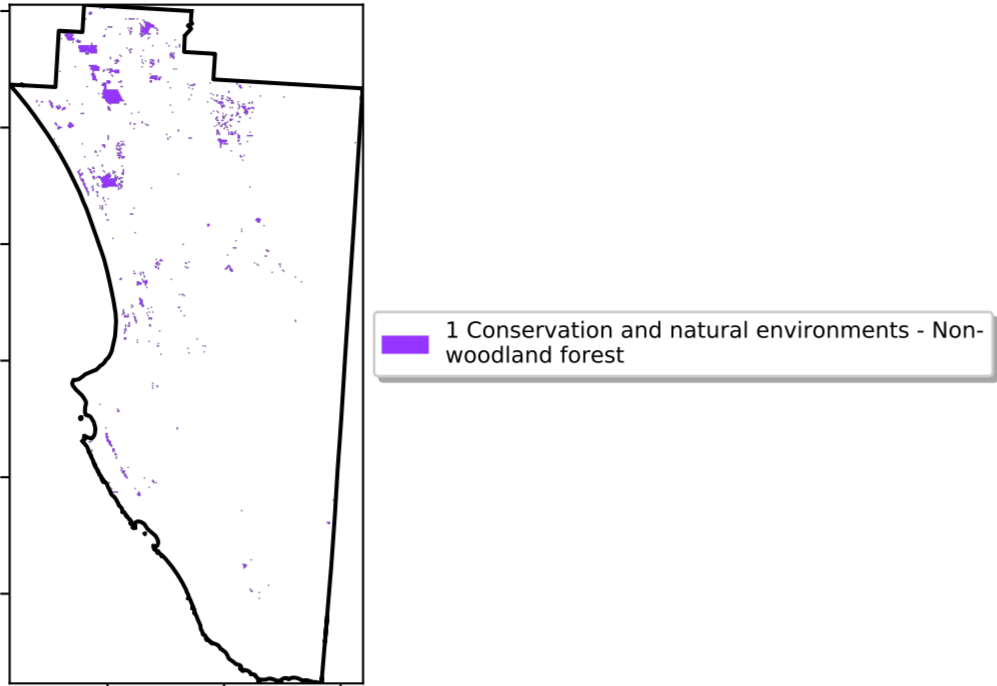 1 Conservation and natural environments - Non-
woodland forest